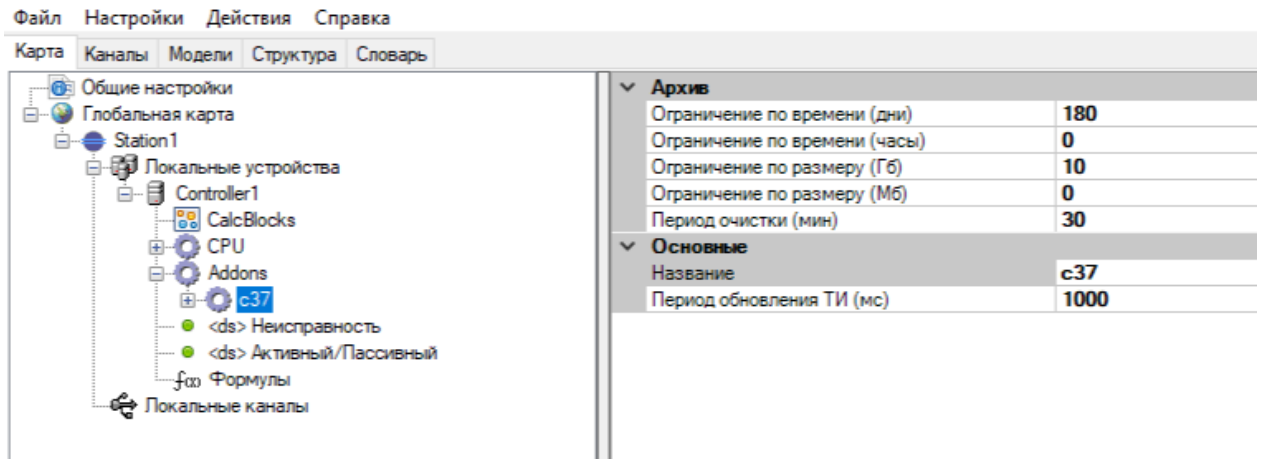 Файл Настройки Действия Справка
Карта Каналы Модели Структура Словарь
Общие настройки
Глобальная карта
Station1
Локальные устройства
Controller1
CalcBlocks
CPU
Addons
c37
<ds> Неисправность
<ds> Активный/Пассивный
f(x) Формулы
Локальные каналы
Архив
Ограничение по времени (дни) 180
Ограничение по времени (часы) 0
Ограничение по размеру (Гб) 10
Ограничение по размеру (Мб) 0
Период очистки (мин) 30
Основные
Название c37
Период обновления ТИ (мс) 1000